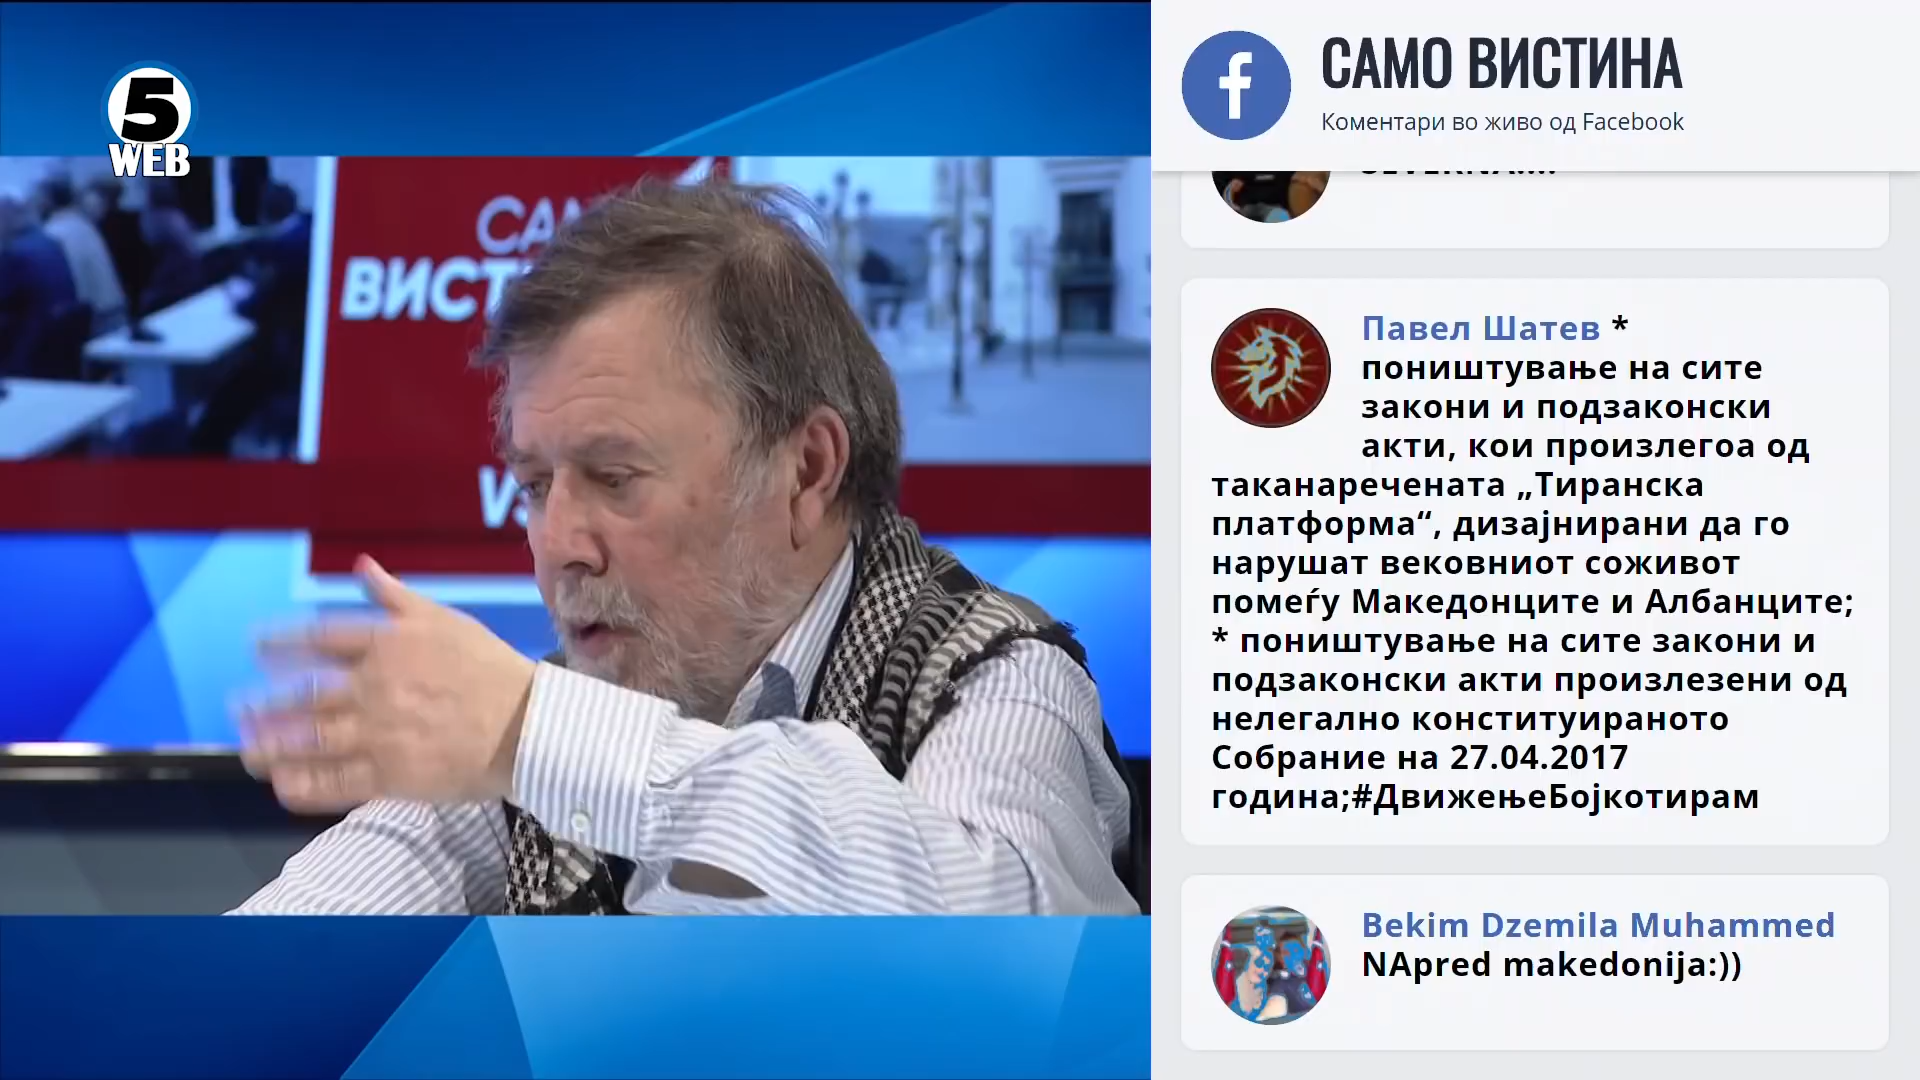 5
WEB
САМО ВИСТИНА
Коментари во живо од Facebook
ВИСТ
Павел Шатев *
поништување на сите
закони и подзаконски
акти, кои произлегоа од
таканаречената „Тиранска
платформа“, дизајнирани да го
нарушат вековниот соживот
помеѓу Македонците и Албанците;
* поништување на сите закони и
подзаконски акти произлезени од
нелегално конституираното
Собрание на 27.04.2017
година;#ДвижењеБојкотирам
Bekim Dzemila Muhammed
NApred makedonija:))